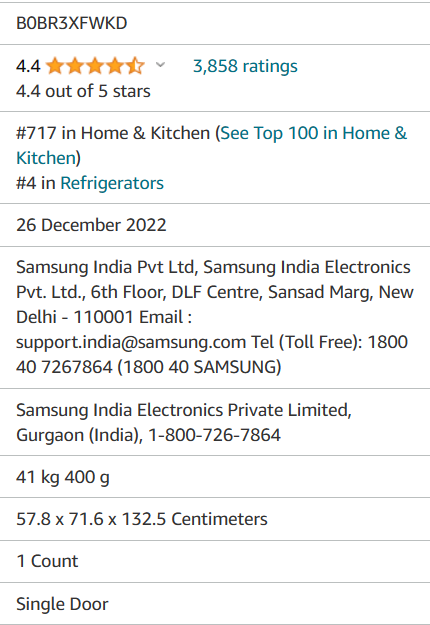 B0BR3XFWKD
4.4 3,858 ratings
4.4 out of 5 stars
#717 in Home & Kitchen (See Top 100 in Home &
Kitchen)
#4 in Refrigerators
26 December 2022
Samsung India Pvt Ltd, Samsung India Electronics
Pvt. Ltd., 6th Floor, DLF Centre, Sansad Marg, New
Delhi - 110001 Email :
support.india@samsung.com Tel (Toll Free): 1800
40 7267864 (1800 40 SAMSUNG)
Samsung India Electronics Private Limited,
Gurgaon (India), 1-800-726-7864
41 kg 400 g
57.8 x 71.6 x 132.5 Centimeters
1 Count
Single Door